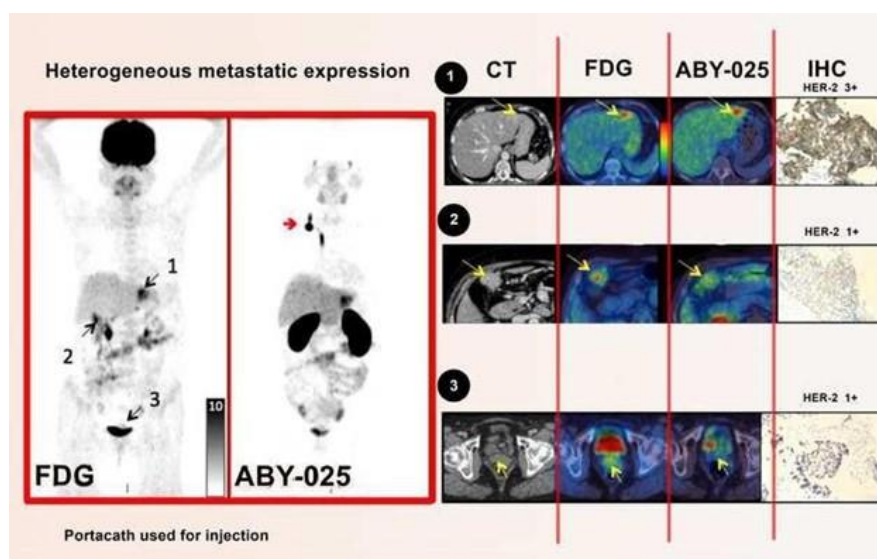 Heterogeneous metastatic expression
1
CT
FDG
ABY-025
IHC
HER-2 3+
1
2
3
10
FDG
ABY-025
2
HER-2 1+
3
HER-2 1+
Portacath used for injection